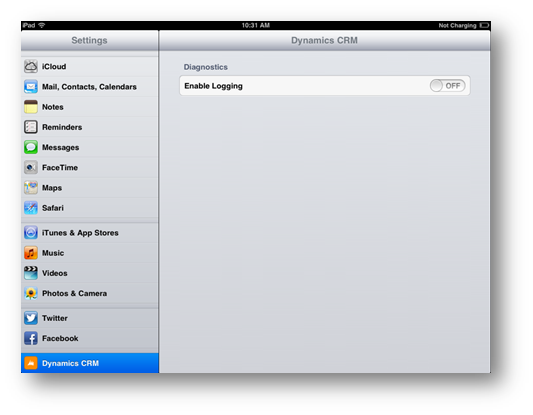 iPad 10:31 AM Not Charging
Settings Dynamics CRM
iCloud
Mail, Contacts, Calendars
Notes
Reminders
Messages
FaceTime
Maps
Safari
iTunes & App Stores
Music
Videos
Photos & Camera
Twitter
Facebook
Dynamics CRM
Diagnostics
Enable Logging OFF